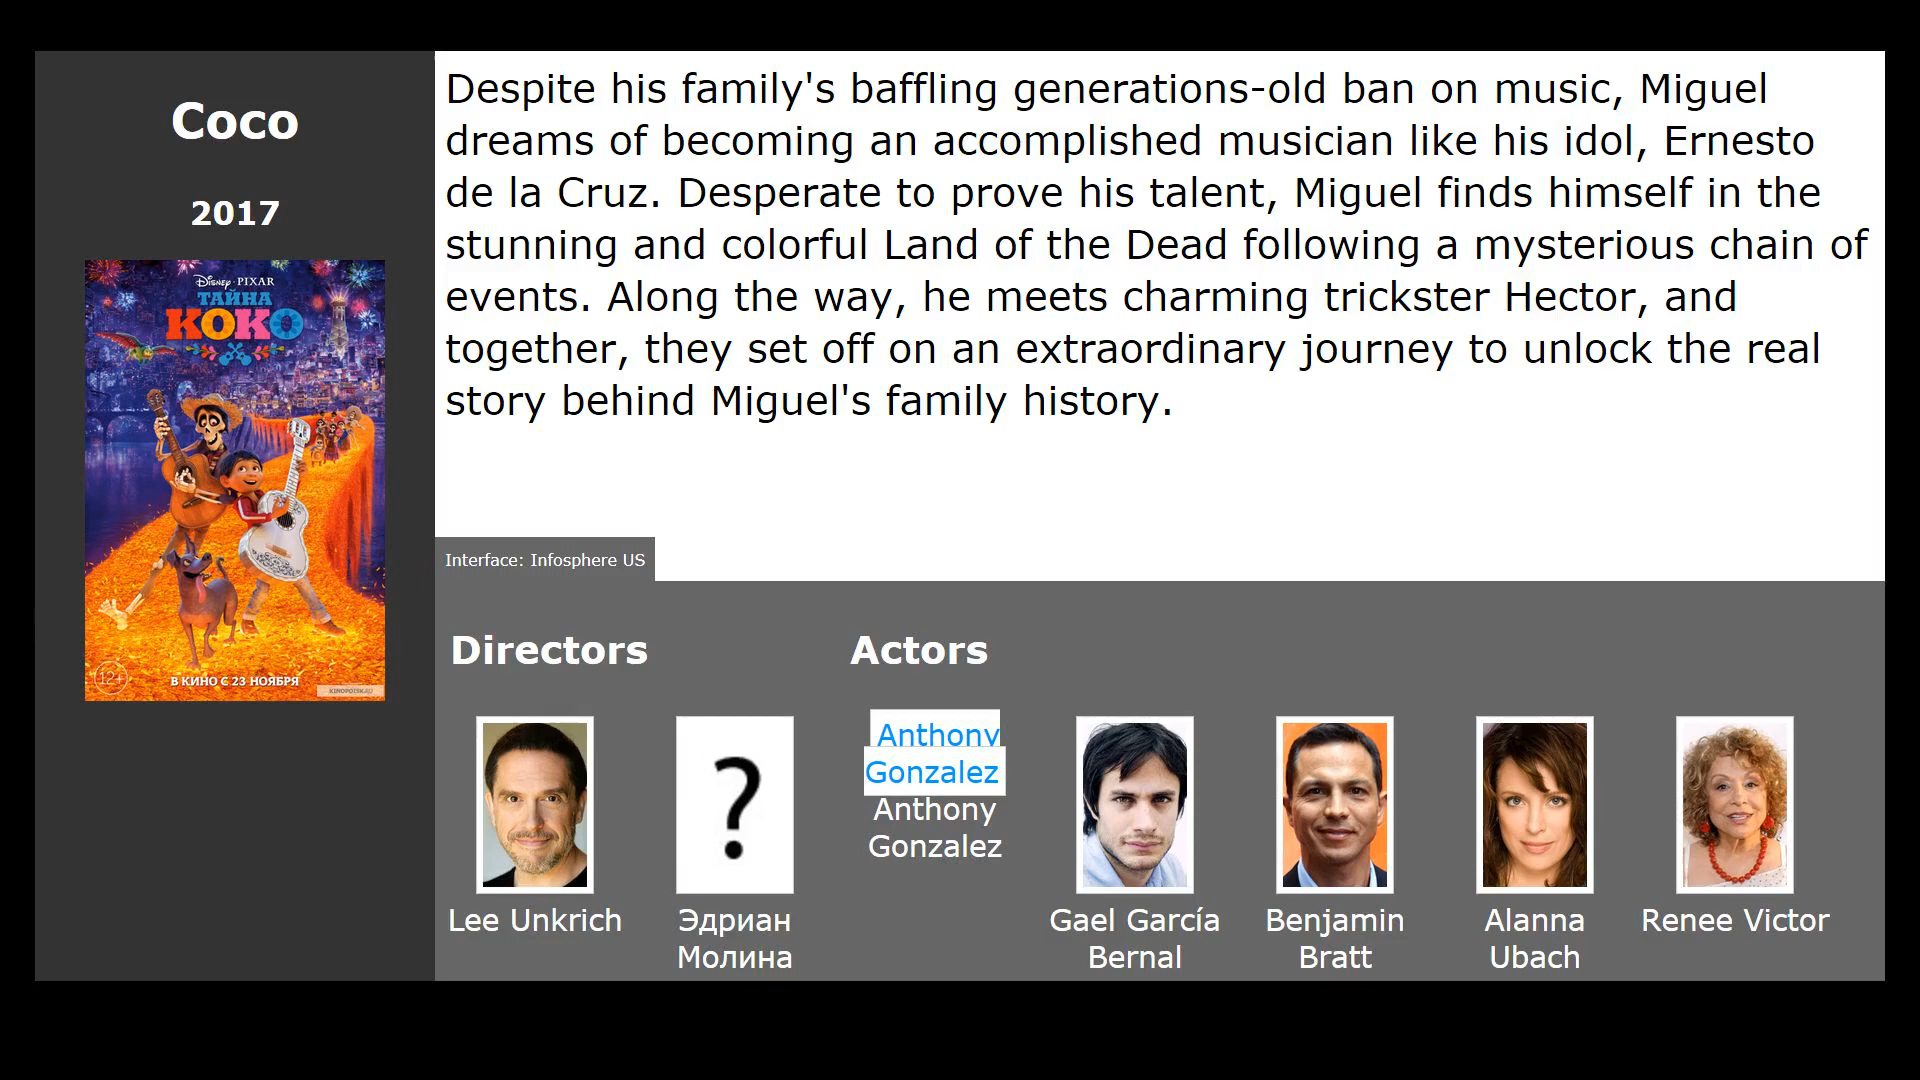 Coco
2017
Disney · PIXAR
ТАЙНА
КОКО
12+
В КИНО С 23 НОЯБРЯ
KINOPOISK.RU
Despite his family's baffling generations-old ban on music, Miguel
dreams of becoming an accomplished musician like his idol, Ernesto
de la Cruz. Desperate to prove his talent, Miguel finds himself in the
stunning and colorful Land of the Dead following a mysterious chain of
events. Along the way, he meets charming trickster Hector, and
together, they set off on an extraordinary journey to unlock the real
story behind Miguel's family history.
Interface: Infosphere US
Directors
Lee Unkrich
Эдриан
Молина
Actors
Anthony
Gonzalez
Anthony
Gonzalez
Gael García
Bernal
Benjamin
Bratt
Alanna
Ubach
Renee Victor